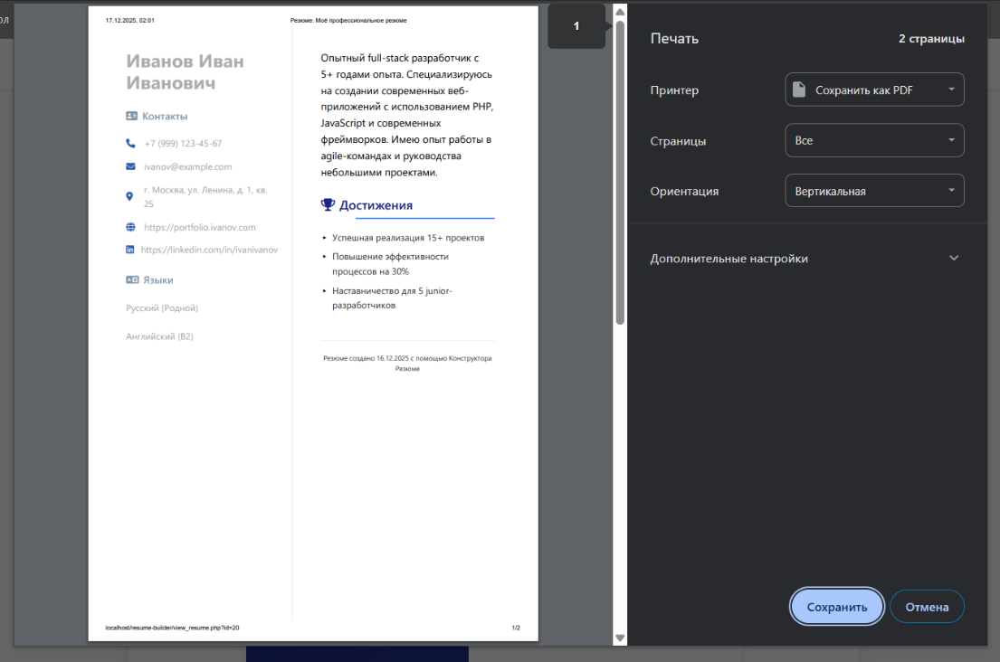 ол
17.12.2025, 02:01
Резюме: Моё профессиональное резюме
Иванов Иван
Иванович
Контакты
+7 (999) 123-45-67
ivanov@example.com
г. Москва, ул. Ленина, д. 1, кв.
25
https://portfolio.ivanov.com
https://linkedin.com/in/ivanivanov
Языки
Русский (Родной)
Английский (B2)
Опытный full-stack разработчик с
5+ годами опыта. Специализируюсь
на создании современных веб-
приложений с использованием PHP,
JavaScript и современных
фреймворков. Имею опыт работы в
agile-командах и руководства
небольшими проектами.
Достижения
‣ Успешная реализация 15+ проектов
‣ Повышение эффективности
процессов на 30%
‣ Наставничество для 5 junior-
разработчиков
Резюме создано 16.12.2025 с помощью Конструктора
Резюме
localhost/resume-builder/view_resume.php?id=20
1/2
1
Печать
2 страницы
Принтер
Сохранить как PDF
Страницы
Все
Ориентация
Вертикальная
Дополнительные настройки
Сохранить
Отмена